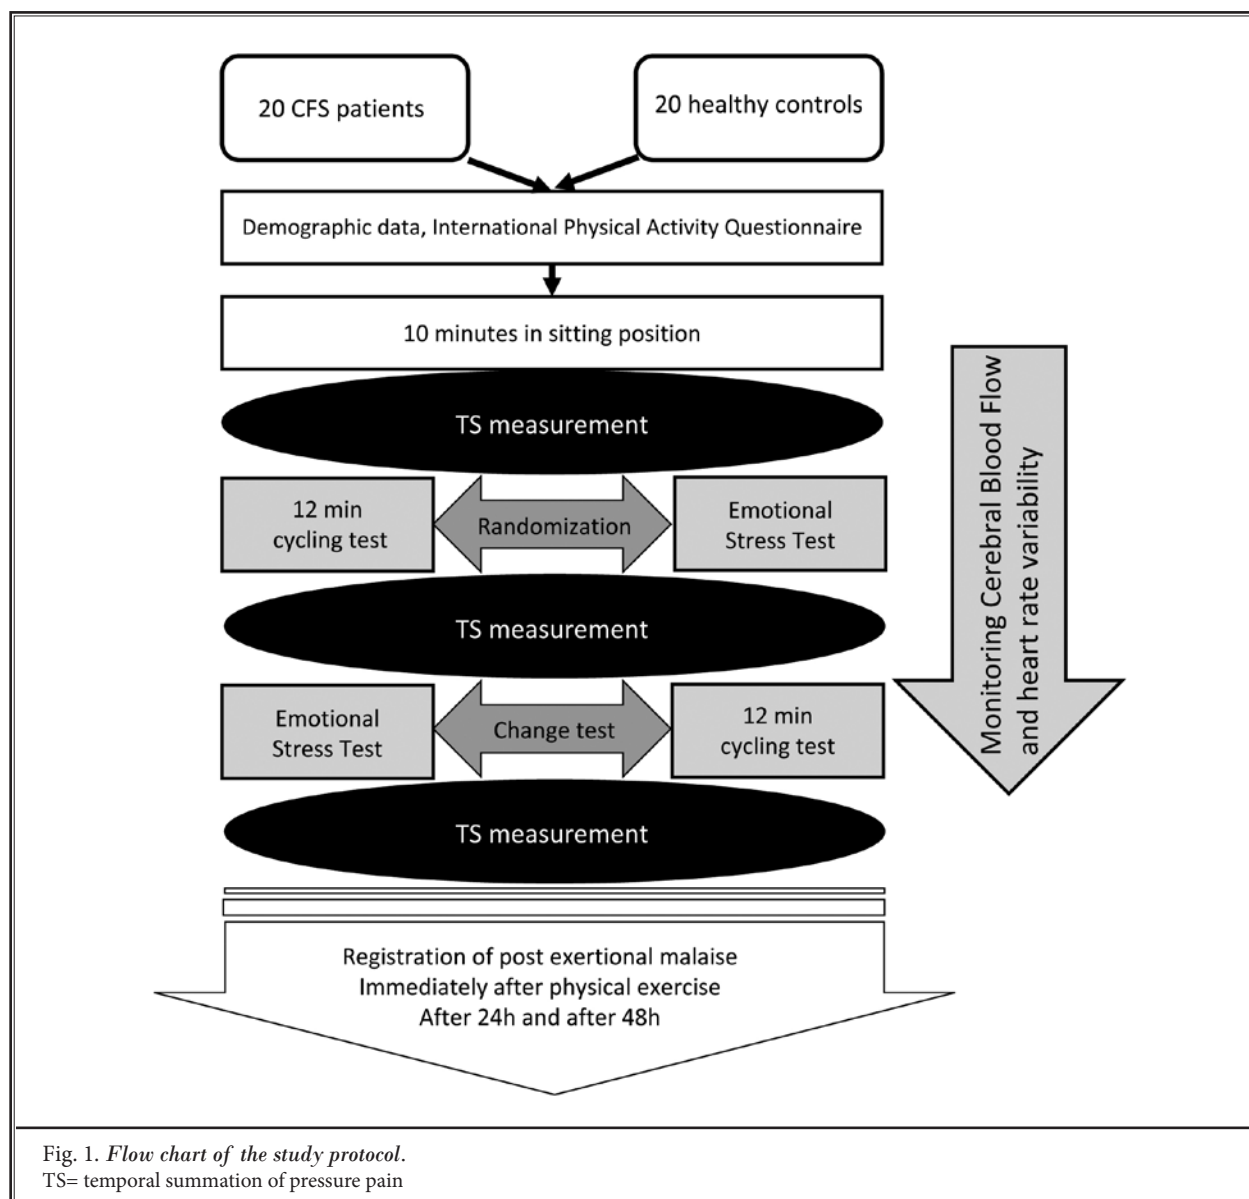 20 CFS patients
20 healthy controls
Demographic data, International Physical Activity Questionnaire
10 minutes in sitting position
TS measurement
12 min
cycling test
Randomization
Emotional
Stress Test
TS measurement
Emotional
Stress Test
Change test
12 min
cycling test
TS measurement
Monitoring Cerebral Blood Flow
and heart rate variability
Registration of post exertional malaise
Immediately after physical exercise
After 24h and after 48h
Fig. 1. Flow chart of the study protocol.
TS= temporal summation of pressure pain